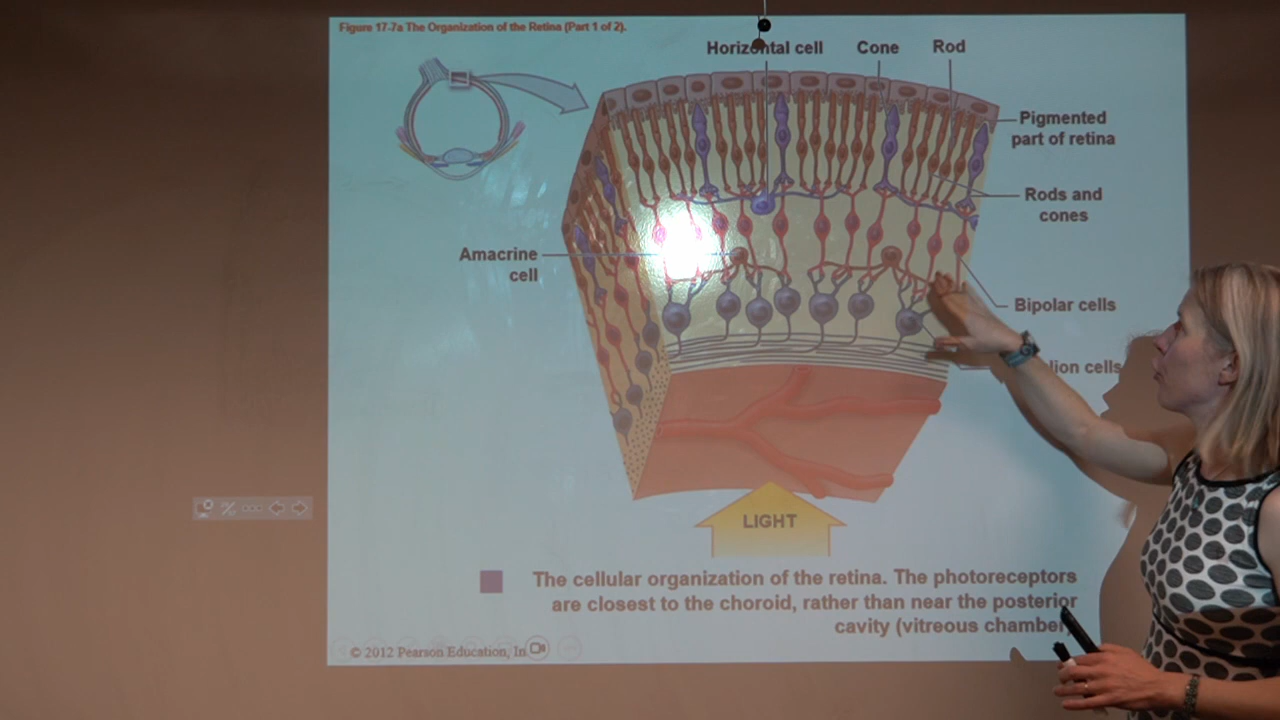 Figure 17-7a The Organization of the Retina (Part 1 of 2).
Horizontal cell
Cone
Rod
Pigmented
part of retina
Rods and
cones
Amacrine
cell
Bipolar cells
cells
LIGHT
The cellular organization of the retina. The photoreceptors
are closest to the choroid, rather than near the posterior
cavity (vitreous chamber
© 2012 Pearson Education,